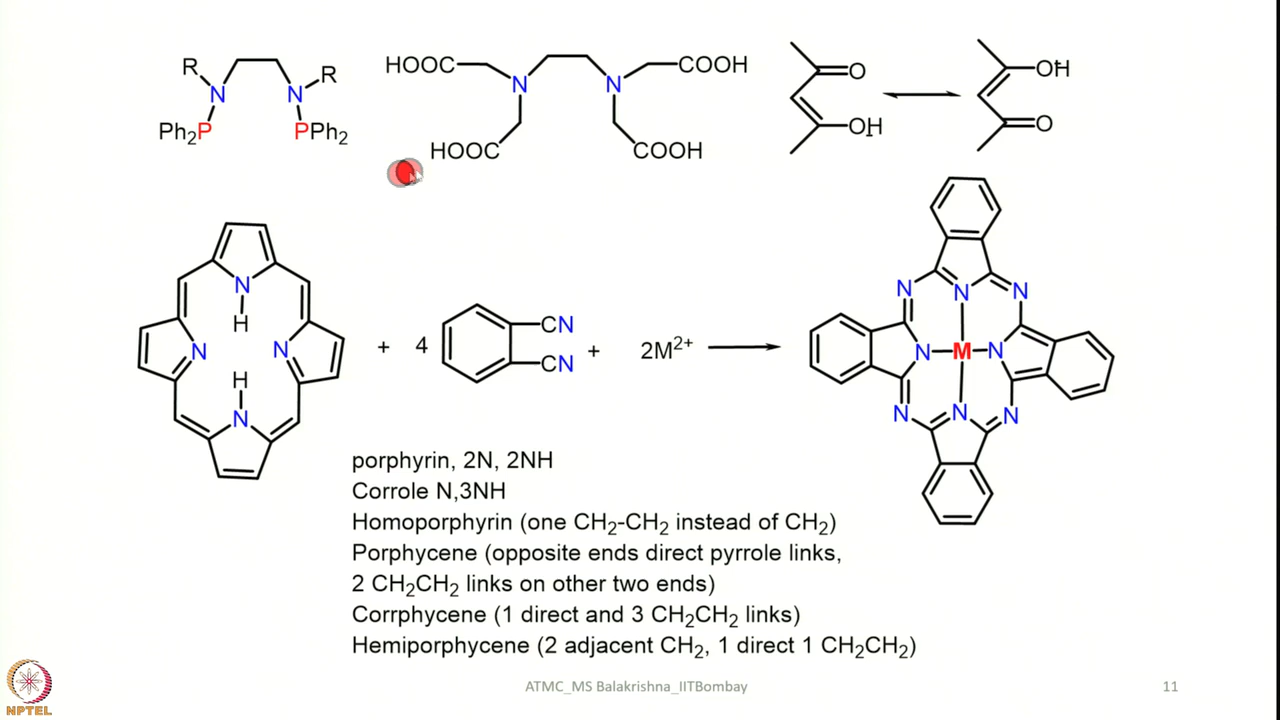 R N N R
Ph2P PPh2
HOOC N N COOH
HOOC COOH
O OH
OH O
N H N N H N
+ 4 CN CN + 2M2+
N N N N M N N N N
porphyrin, 2N, 2NH
Corrole N,3NH
Homoporphyrin (one CH2-CH2 instead of CH2)
Porphycene (opposite ends direct pyrrole links,
2 CH2CH2 links on other two ends)
Corrphycene (1 direct and 3 CH2CH2 links)
Hemiporphycene (2 adjacent CH2, 1 direct 1 CH2CH2)
NPTEL
ATMC_MS Balakrishna_IITBombay
11